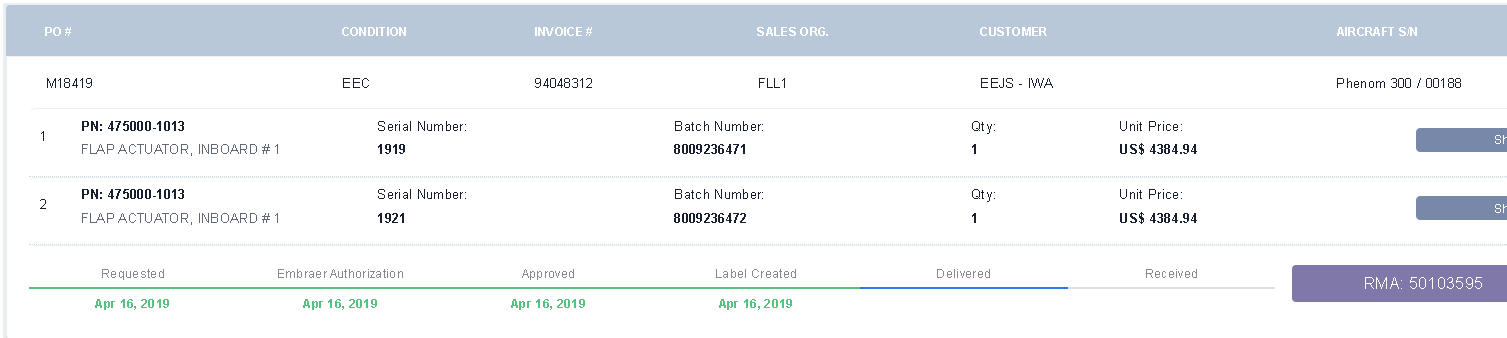 PO # CONDITION INVOICE # SALES ORG. CUSTOMER AIRCRAFT S/N
M18419 EEC 94048312 FLL1 EEJS - IWA Phenom 300 / 00188
1 PN: 475000-1013 Serial Number: Batch Number: Qty: Unit Price:
FLAP ACTUATOR, INBOARD # 1 1919 8009236471 1 US$ 4384.94
Sh
2 PN: 475000-1013 Serial Number: Batch Number: Qty: Unit Price:
FLAP ACTUATOR, INBOARD # 1 1921 8009236472 1 US$ 4384.94
Sh
Requested Embraer Authorization Approved Label Created Delivered Received
RMA: 50103595
Apr 16, 2019 Apr 16, 2019 Apr 16, 2019 Apr 16, 2019